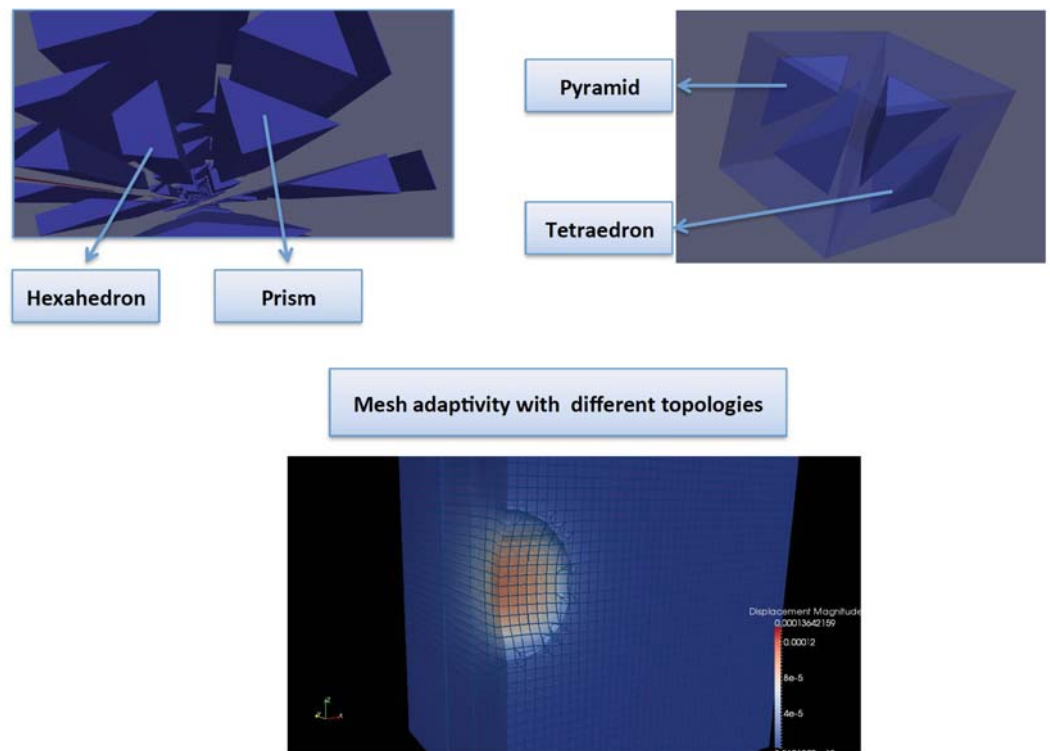 Pyramid
Tetraedron
Hexahedron
Prism
Mesh adaptivity with different topologies
Displacement Magnitude
0.00013642159
0.00012
8e-5
4e-5